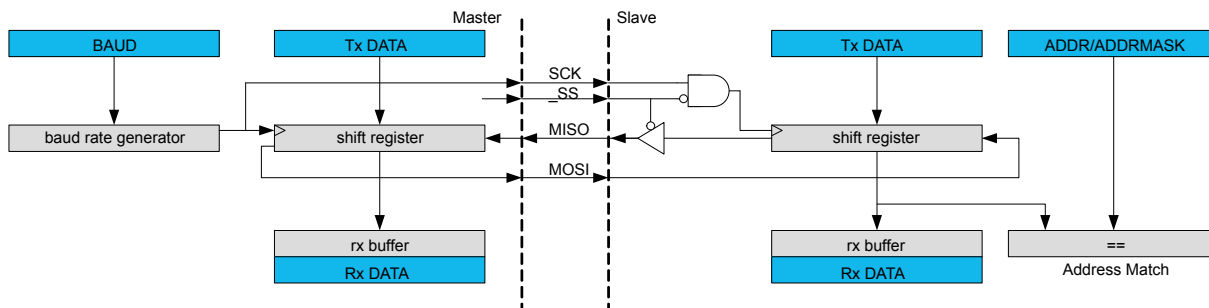 Master
Slave
BAUD
Tx DATA
Tx DATA
ADDR/ADDRMASK
SCK
_SS
baud rate generator
shift register
MISO
shift register
MOSI
rx buffer
rx buffer
==
Rx DATA
Rx DATA
Address Match